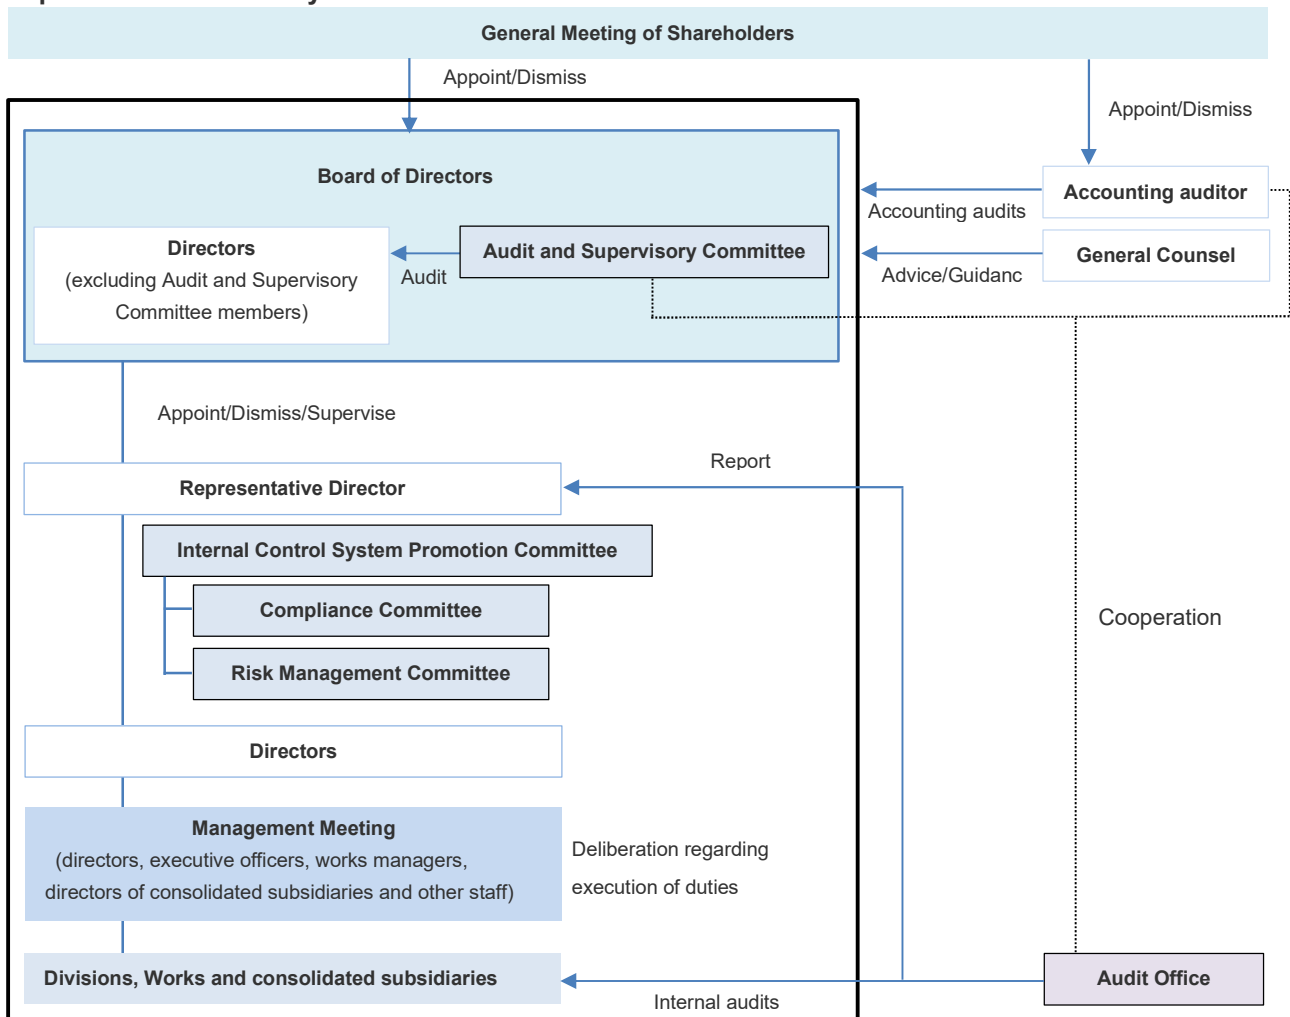 General Meeting of Shareholders
Appoint/Dismiss
Appoint/Dismiss
Board of Directors
Accounting auditor
Accounting audits
Directors
(excluding Audit and Supervisory
Committee members)
Audit
Audit and Supervisory Committee
General Counsel
Advice/Guidanc
Appoint/Dismiss/Supervise
Report
Representative Director
Internal Control System Promotion Committee
Compliance Committee
Risk Management Committee
Cooperation
Directors
Management Meeting
(directors, executive officers, works managers,
directors of consolidated subsidiaries and other staff)
Deliberation regarding
execution of duties
Divisions, Works and consolidated subsidiaries
Internal audits
Audit Office